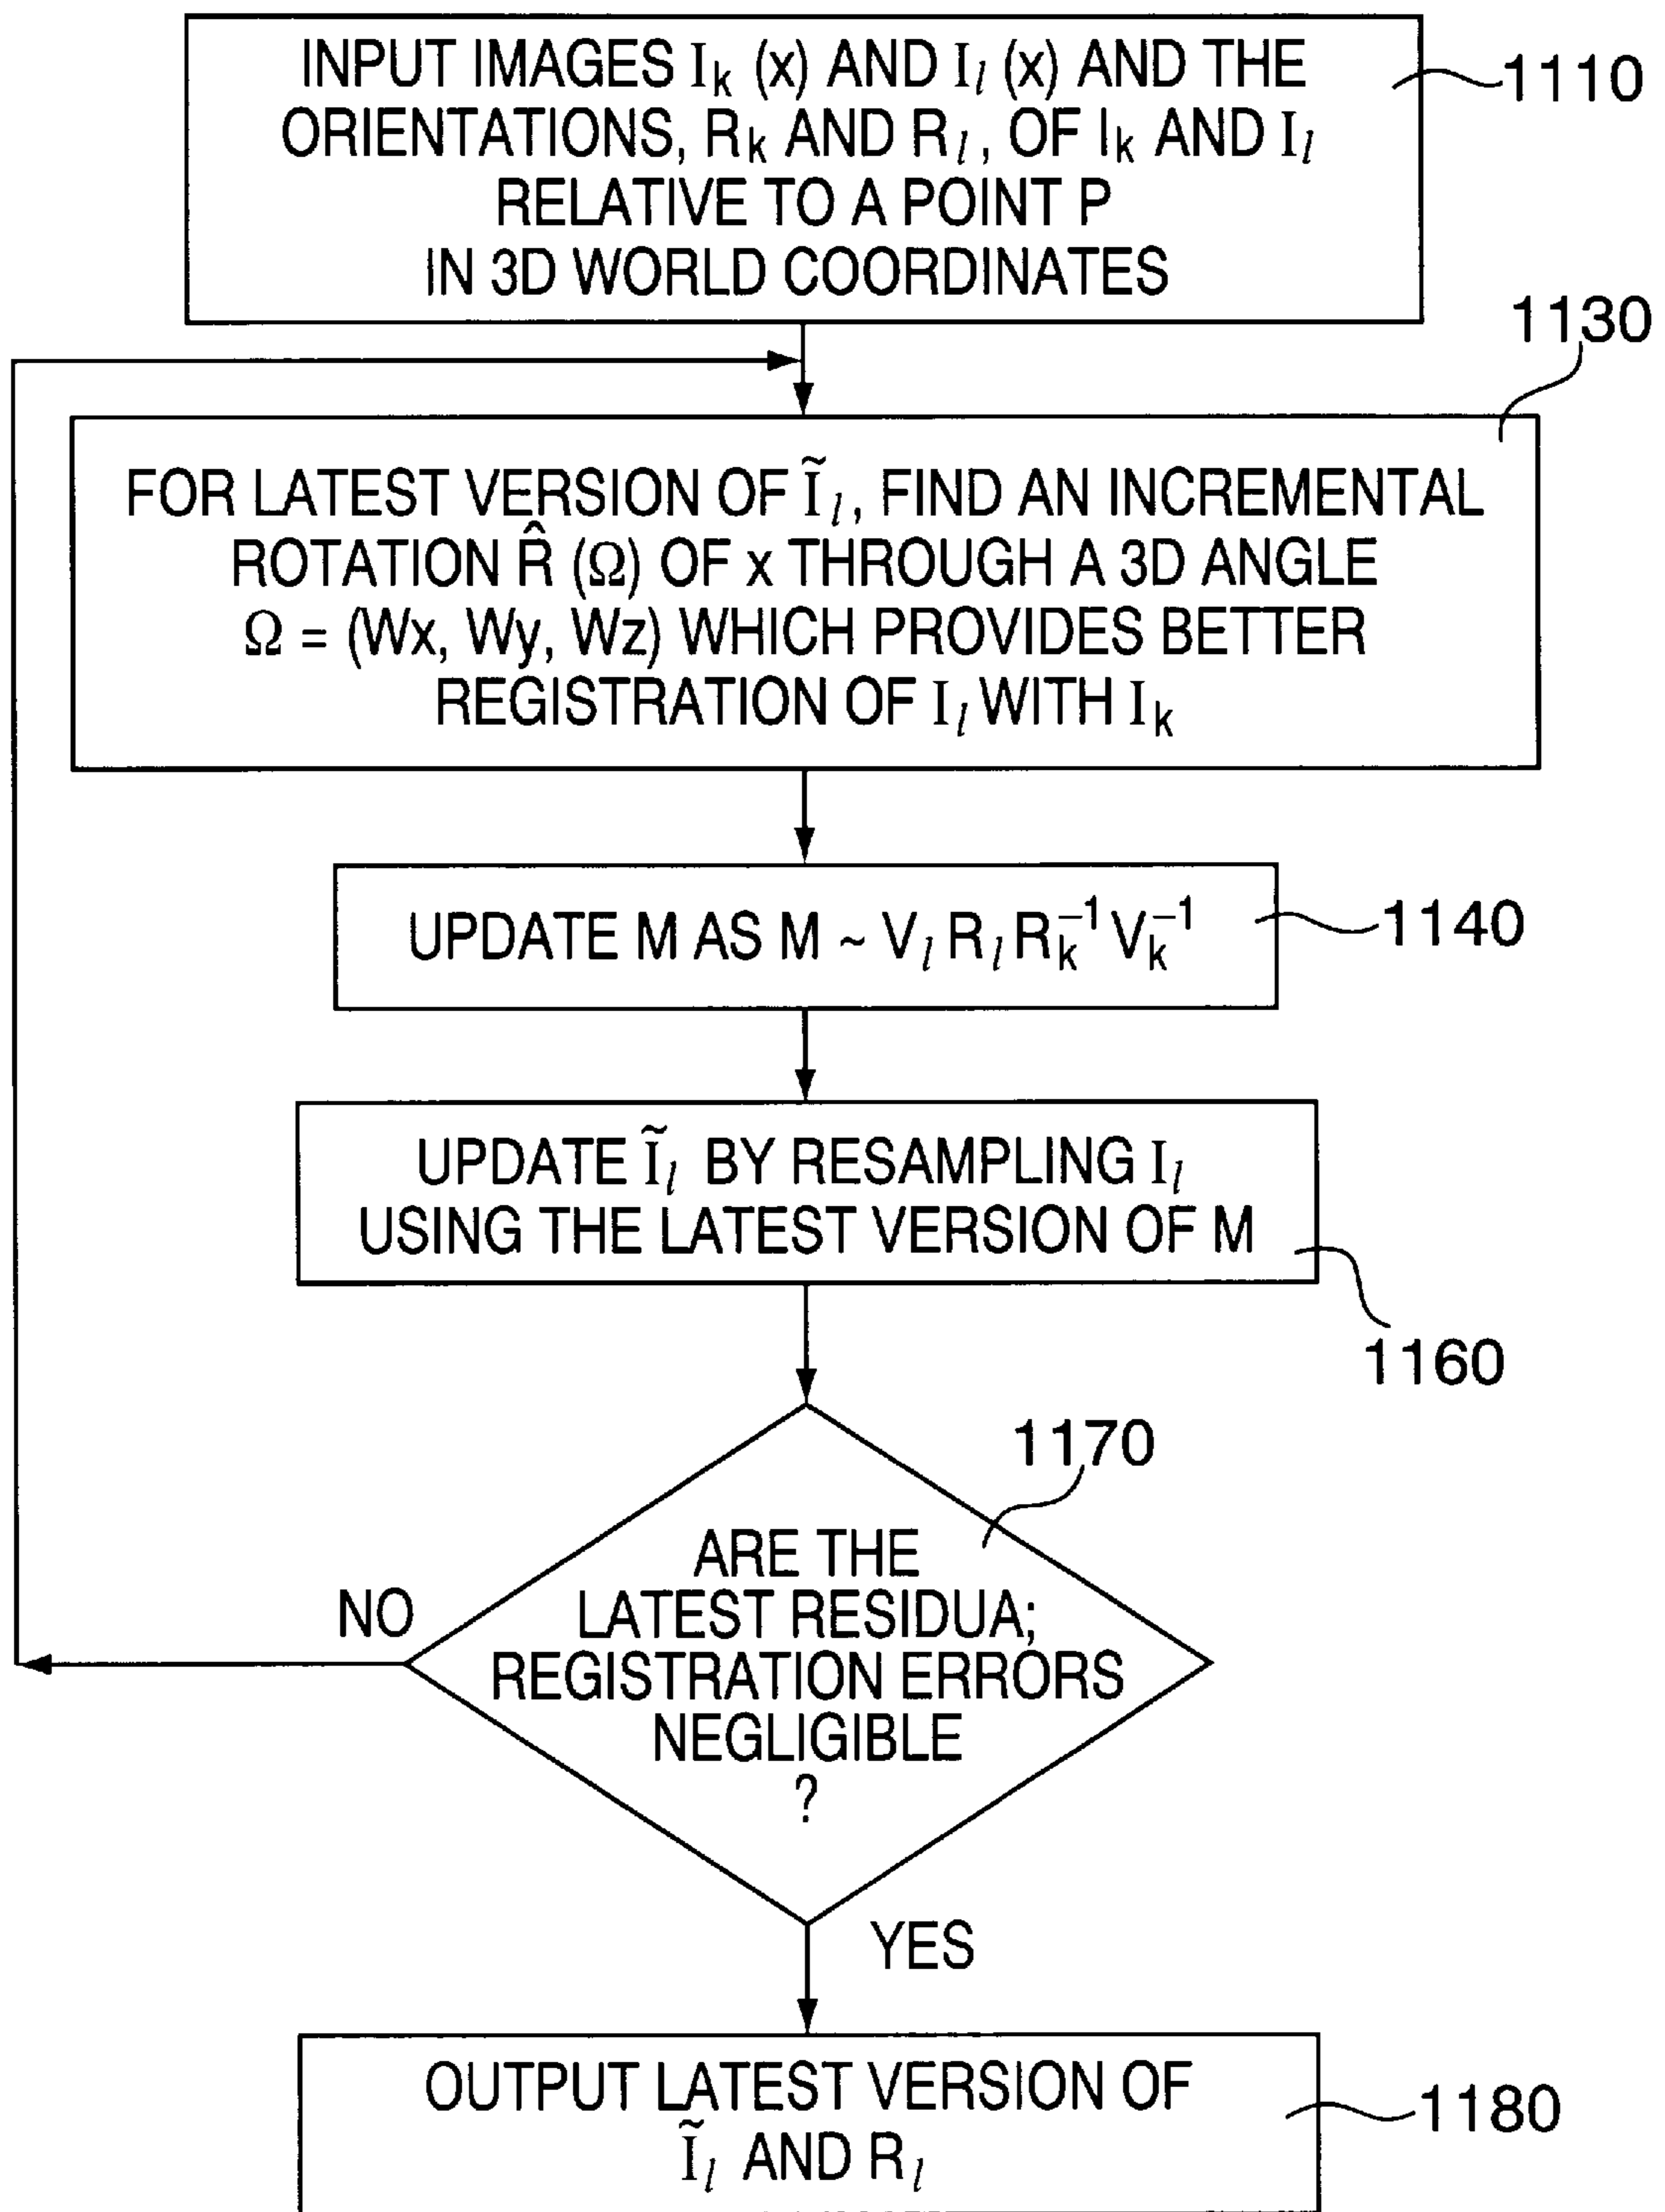 INPUT IMAGES Iₖ (x) AND Iₗ (x) AND THE
ORIENTATIONS, Rₖ AND Rₗ, OF Iₖ AND Iₗ
RELATIVE TO A POINT P
IN 3D WORLD COORDINATES
1110
1130
FOR LATEST VERSION OF Ĩₗ, FIND AN INCREMENTAL
ROTATION R̂ (Ω) OF x THROUGH A 3D ANGLE
Ω = (Wx, Wy, Wz) WHICH PROVIDES BETTER
REGISTRATION OF Iₗ WITH Iₖ
UPDATE M AS M ~ Vₗ Rₗ Rₖ⁻¹ Vₖ⁻¹
1140
UPDATE Ĩₗ BY RESAMPLING Iₗ
USING THE LATEST VERSION OF M
1160
1170
ARE THE
LATEST RESIDUA;
REGISTRATION ERRORS
NEGLIGIBLE
?
NO
YES
OUTPUT LATEST VERSION OF
Ĩₗ AND Rₗ
1180